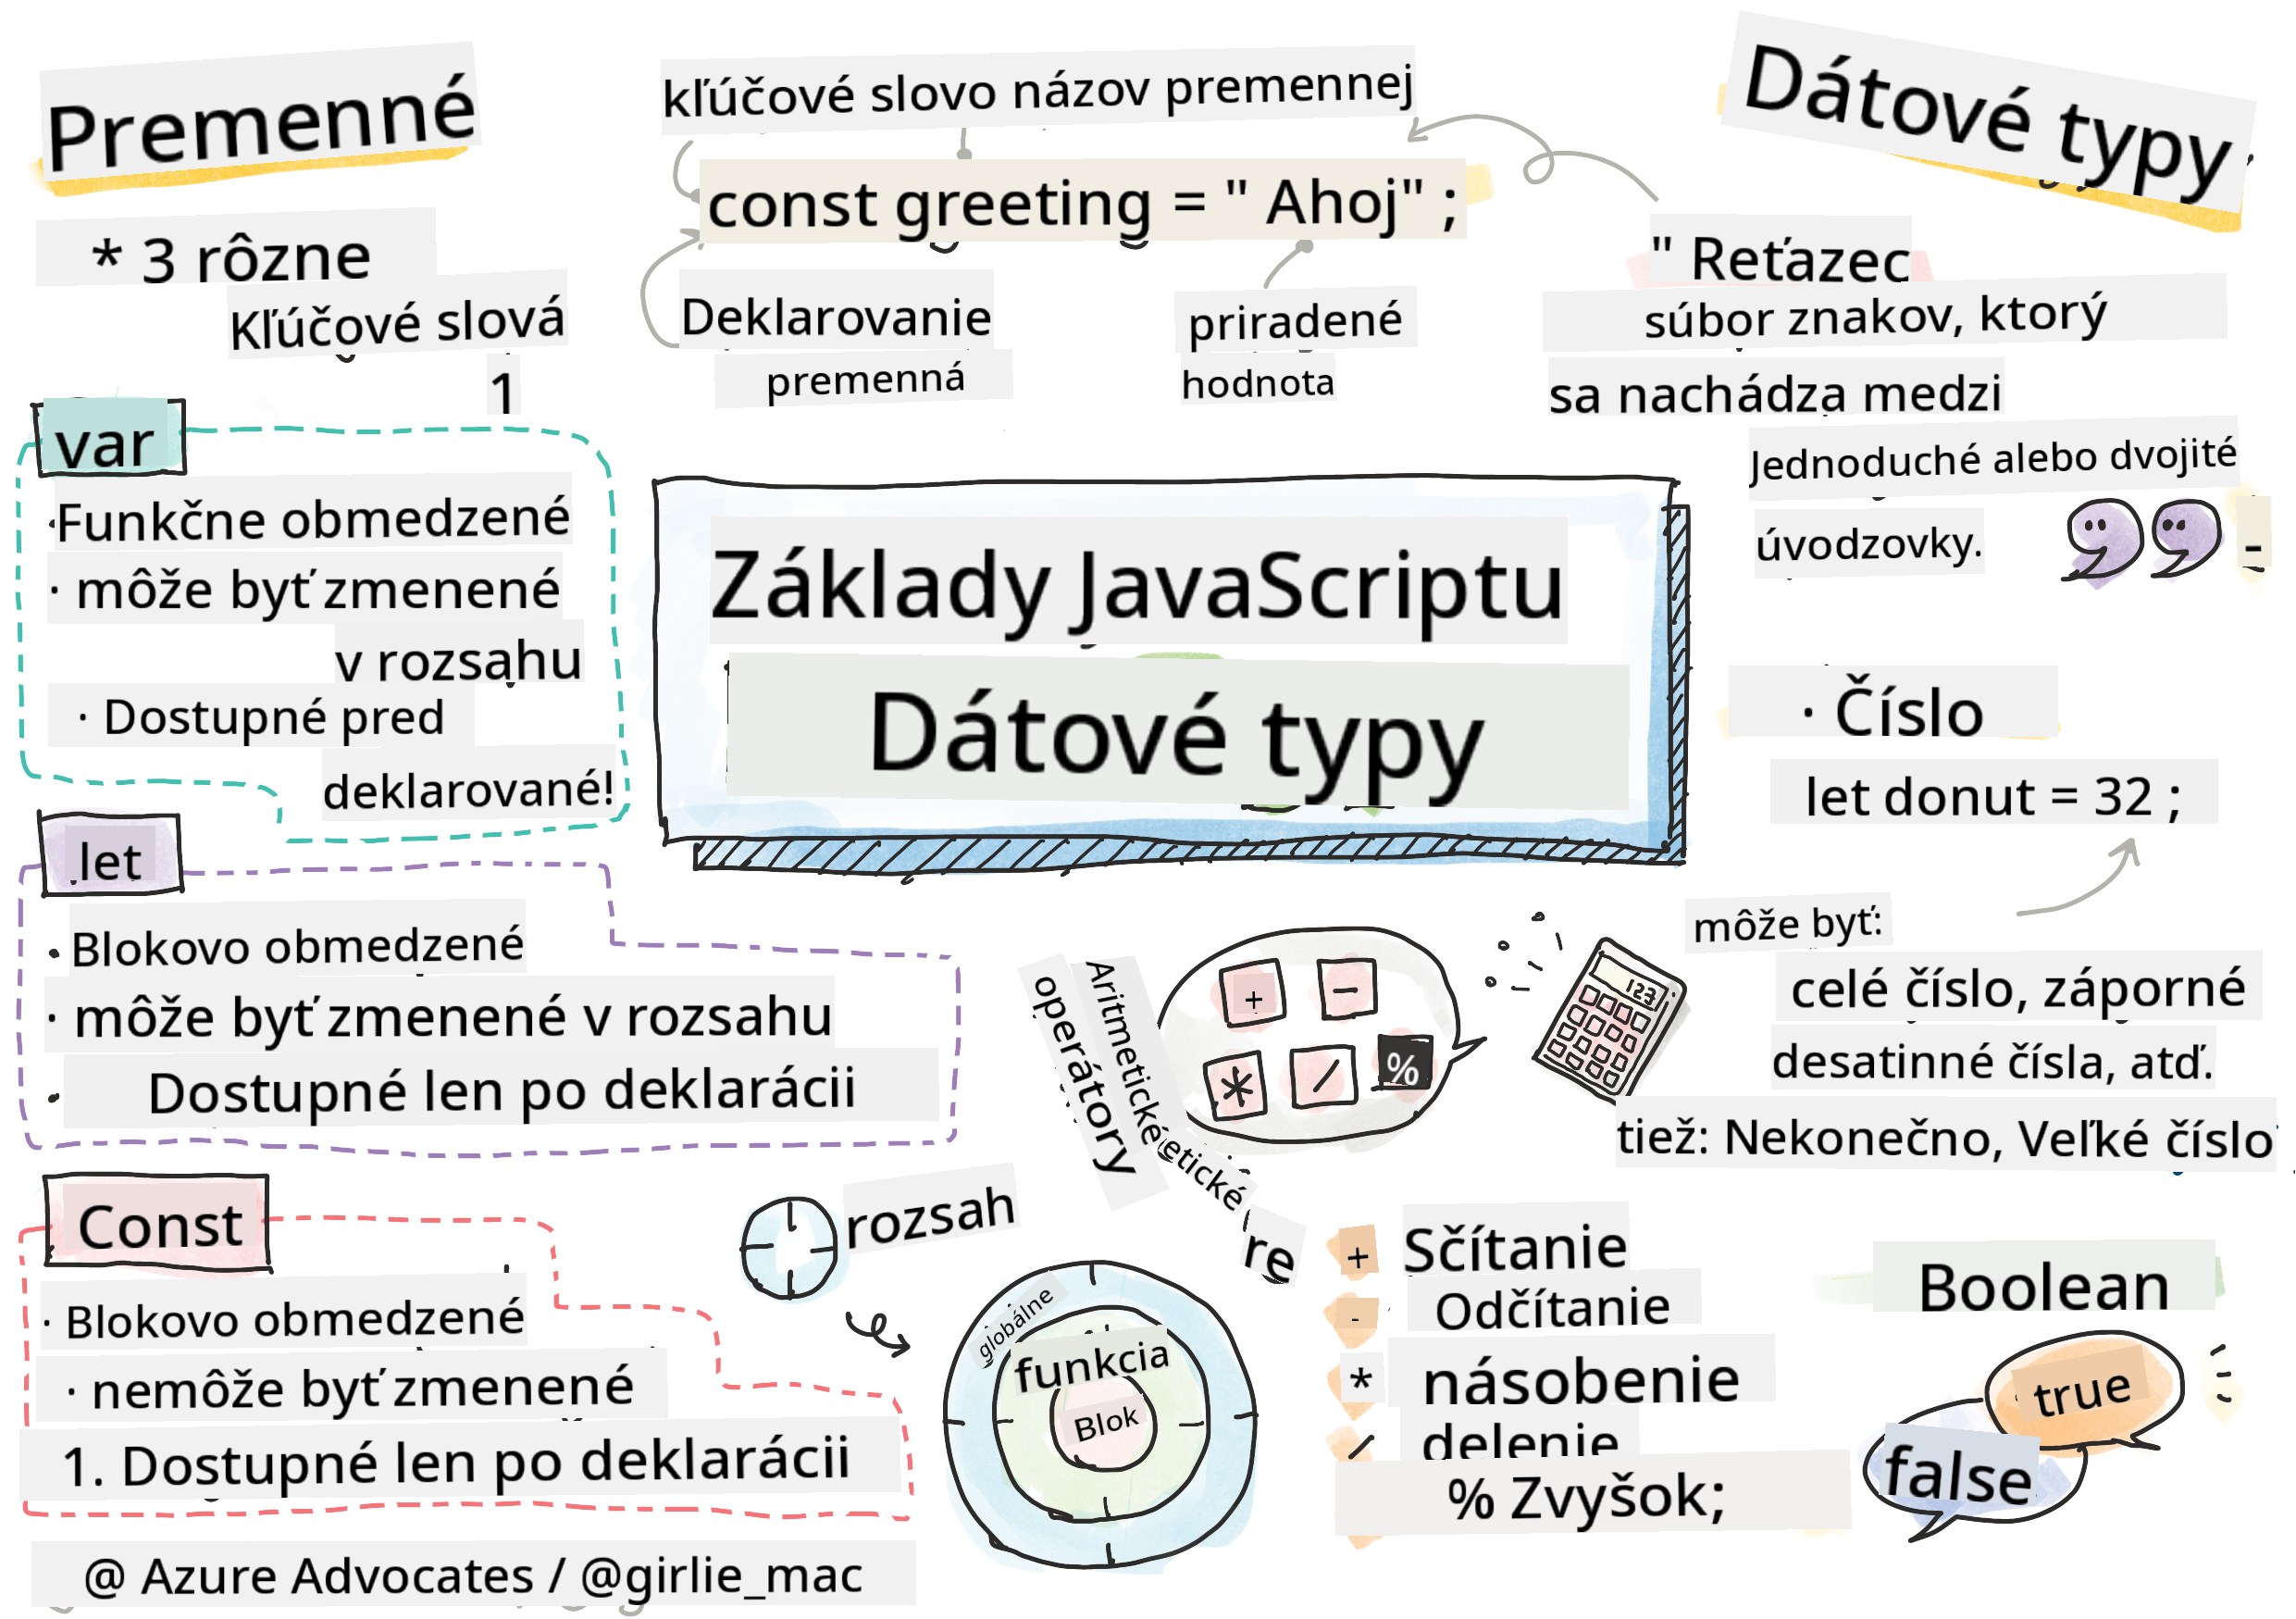 Premenné
* 3 rôzne
Kľúčové slová
1
var
Funkčne obmedzené
· môže byť zmenené
v rozsahu
· Dostupné pred
deklarované!
let
· Blokovo obmedzené
· môže byť zmenené v rozsahu
· Dostupné len po deklarácii
Const
· Blokovo obmedzené
· nemôže byť zmenené
1. Dostupné len po deklarácii
@ Azure Advocates / @girlie_mac
kľúčové slovo názov premennej
const greeting = " Ahoj" ;
Deklarovanie
premenná
priradené
hodnota
Základy JavaScriptu
Dátové typy
rozsah
globálne
funkcia
Blok
Aritmetické
operátory
etické
re
+
−
*
/
%
123
+ Sčítanie
- Odčítanie
* násobenie
/ delenie
% Zvyšok;
Dátové typy
" Reťazec
súbor znakov, ktorý
sa nachádza medzi
Jednoduché alebo dvojité
úvodzovky.
-
· Číslo
let donut = 32 ;
môže byť:
celé číslo, záporné
desatinné čísla, atď.
tiež: Nekonečno, Veľké číslo
Boolean
true
false